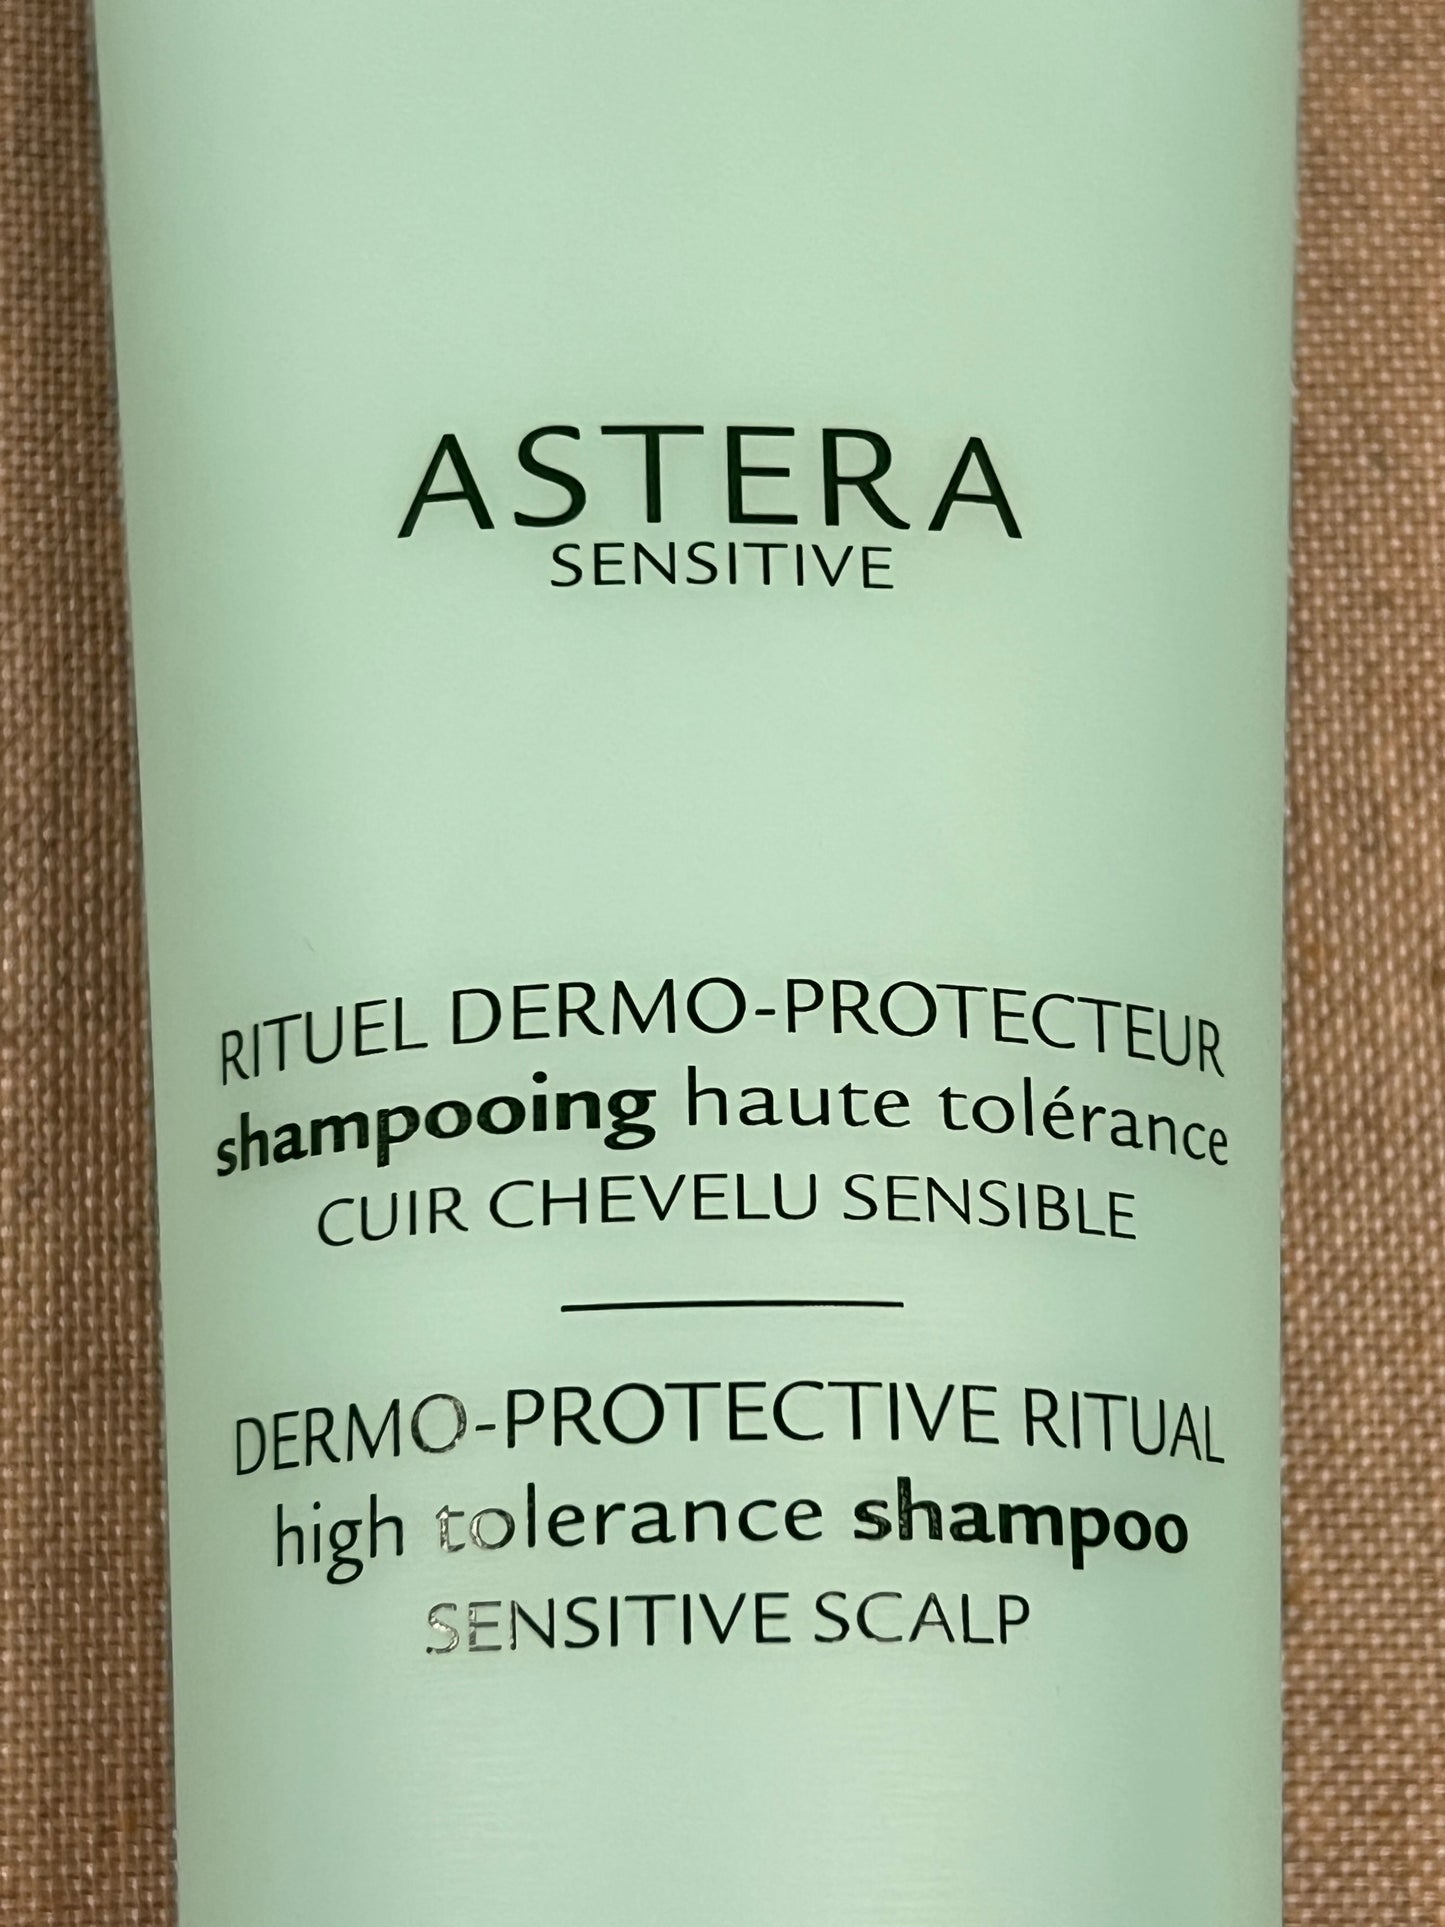 ASTERA
SENSITIVE
RITUEL DERMO-PROTECTEUR
shampooing haute tolérance
CUIR CHEVELU SENSIBLE
DERMO-PROTECTIVE RITUAL
high tolerance shampoo
SENSITIVE SCALP